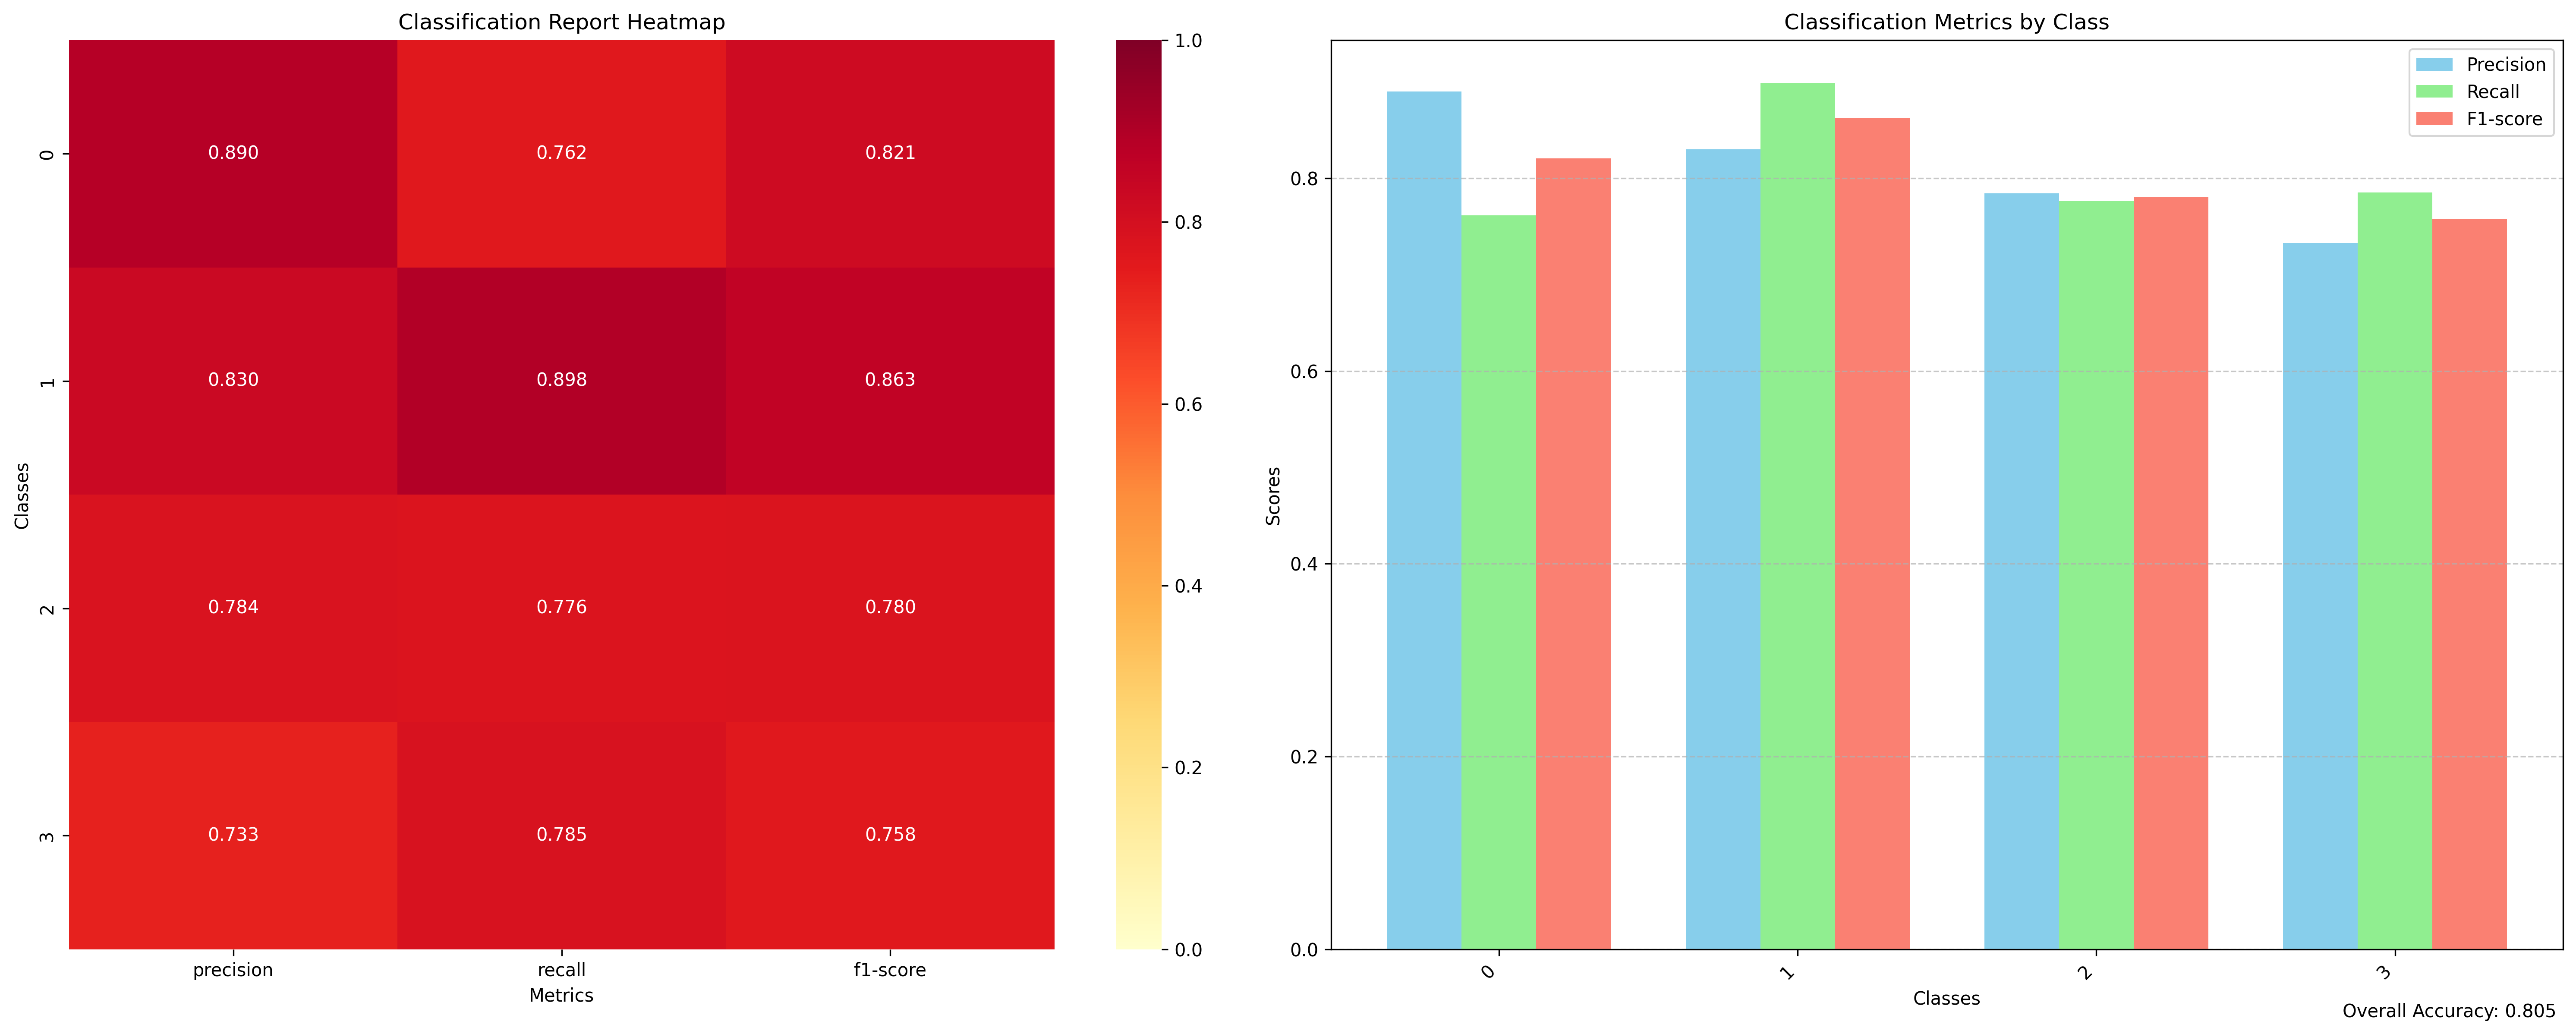 Classification Report Heatmap
Classes
0
1
2
3
0.890 0.762 0.821
0.830 0.898 0.863
0.784 0.776 0.780
0.733 0.785 0.758
precision recall f1-score
Metrics
1.0
0.8
0.6
0.4
0.2
0.0
Classification Metrics by Class
Precision
Recall
F1-score
Scores
0.8
0.6
0.4
0.2
0.0
0 1 2 3
Classes
Overall Accuracy: 0.805